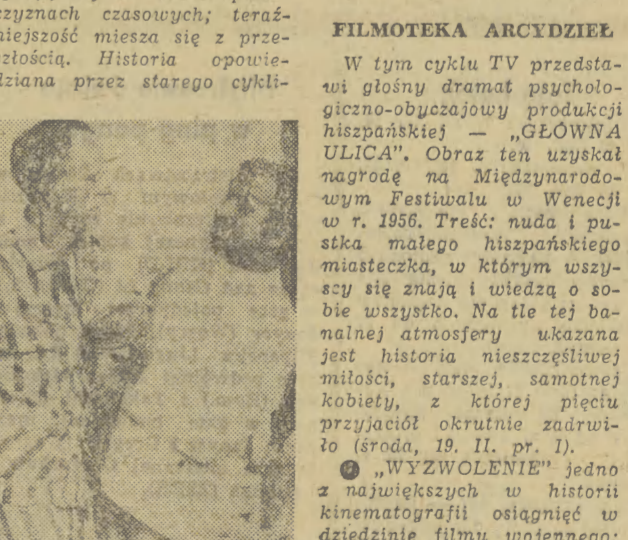 czyznach czasowych; teraź-
niejszość miesza się z prze-
złością. Historia opowie-
dziana przez starego cykli-
FILMOTEKA ARCYDZIEŁ
W tym cyklu TV przedsta-
wi głośny dramat psycholo-
giczno-obyczajowy produkcji
hiszpańskiej — „GŁÓWNA
ULICA”. Obraz ten uzyskał
nagrodę na Międzynarodo-
wym Festiwalu w Wenecji
w r. 1956. Treść: nuda i pu-
stka małego hiszpańskiego
miasteczka, w którym wszy-
scy się znają i wiedzą o so-
bie wszystko. Na tle tej ba-
nalnej atmosfery ukazana
jest historia nieszczęśliwej
miłości, starszej, samotnej
kobiety, z której pięciu
przyjaciół okrutnie zadrwi-
ło (środa, 19. II. pr. I).
„WYZWOLENIE” jedno
z największych w historii
kinematografii osiągnięć w
dziedzinie filmu wojennego;